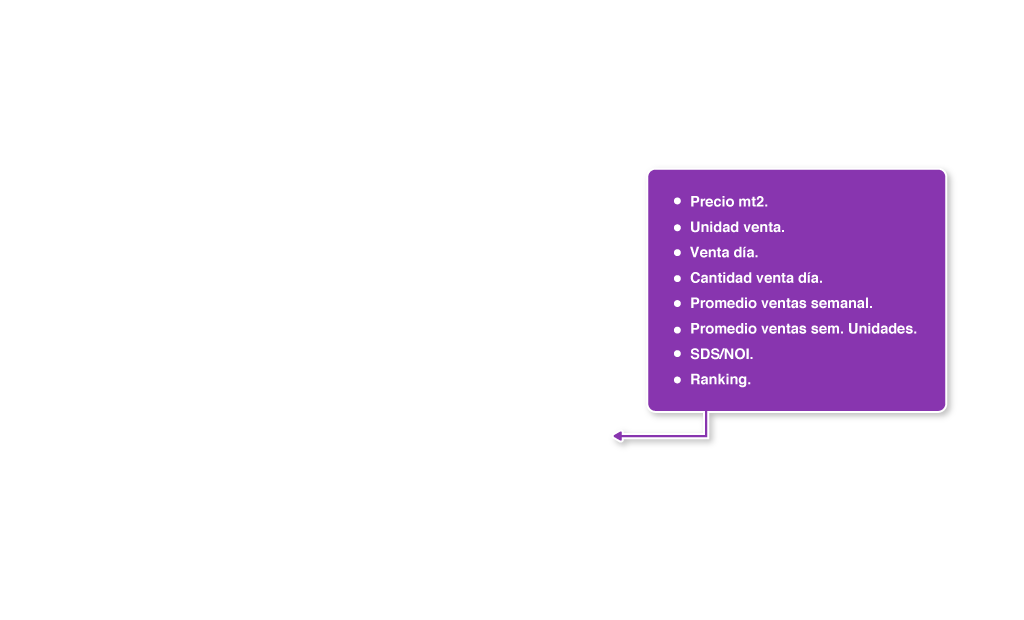 Precio mt2.
Unidad venta.
Venta día.
Cantidad venta día.
Promedio ventas semanal.
Promedio ventas sem. Unidades.
SDS/NOI.
Ranking.